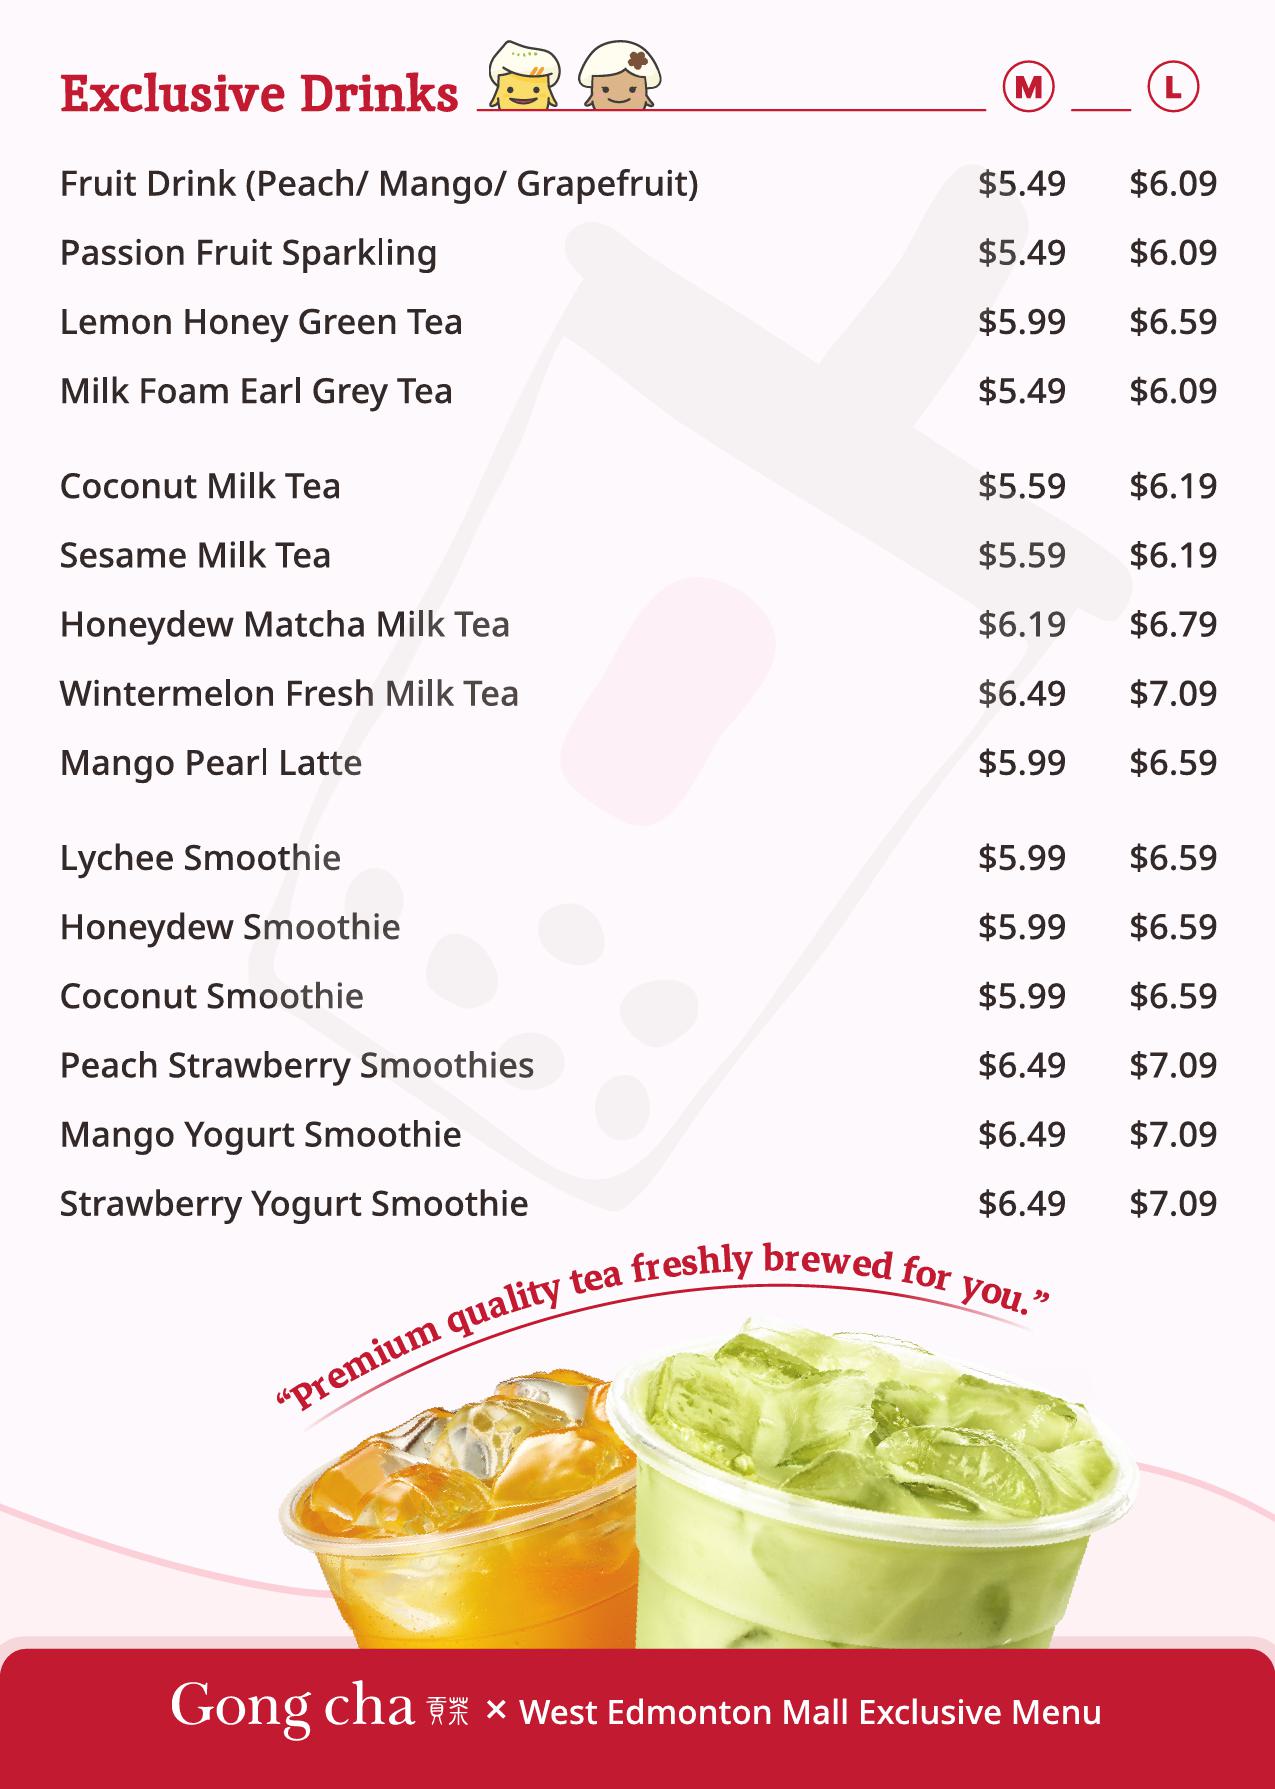 Exclusive Drinks M L
Fruit Drink (Peach/ Mango/ Grapefruit) $5.49 $6.09
Passion Fruit Sparkling $5.49 $6.09
Lemon Honey Green Tea $5.99 $6.59
Milk Foam Earl Grey Tea $5.49 $6.09
Coconut Milk Tea $5.59 $6.19
Sesame Milk Tea $5.59 $6.19
Honeydew Matcha Milk Tea $6.19 $6.79
Wintermelon Fresh Milk Tea $6.49 $7.09
Mango Pearl Latte $5.99 $6.59
Lychee Smoothie $5.99 $6.59
Honeydew Smoothie $5.99 $6.59
Coconut Smoothie $5.99 $6.59
Peach Strawberry Smoothies $6.49 $7.09
Mango Yogurt Smoothie $6.49 $7.09
Strawberry Yogurt Smoothie $6.49 $7.09
“Premium quality tea freshly brewed for you.”
Gong cha 貢茶 × West Edmonton Mall Exclusive Menu